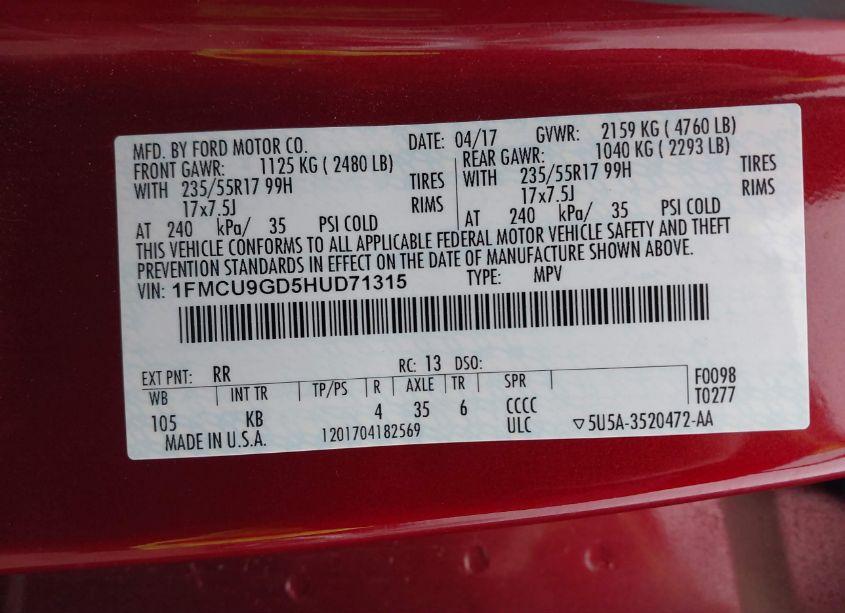 MFD. BY FORD MOTOR CO. DATE: 04/17 GVWR: 2159 KG ( 4760 LB)
FRONT GAWR: 1125 KG ( 2480 LB) REAR GAWR: 1040 KG ( 2293 LB)
WITH 235/55R17 99H TIRES WITH 235/55R17 99H TIRES
17x7.5J RIMS 17x7.5J RIMS
AT 240 kPa/ 35 PSI COLD AT 240 kPa/ 35 PSI COLD
THIS VEHICLE CONFORMS TO ALL APPLICABLE FEDERAL MOTOR VEHICLE SAFETY AND THEFT
PREVENTION STANDARDS IN EFFECT ON THE DATE OF MANUFACTURE SHOWN ABOVE.
VIN: 1FMCU9GD5HUD71315 TYPE: MPV
EXT PNT: RR RC: 13 DSO: F0098
WB INT TR TP/PS R AXLE TR SPR T0277
105 KB 4 35 6 CCCC
MADE IN U.S.A. 1201704182569 ULC ▽5U5A-3520472-AA